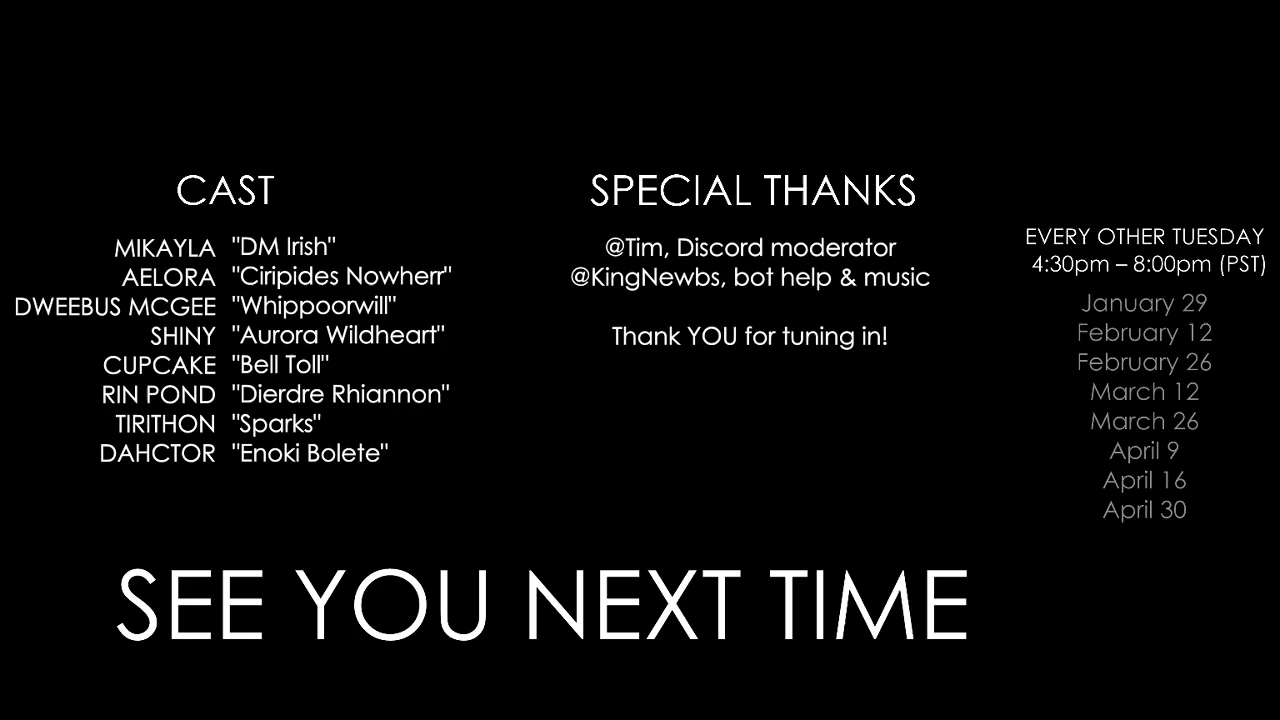 CAST
MIKAYLA "DM Irish"
AELORA "Ciripides Nowherr"
DWEEBUS MCGEE "Whippoorwill"
SHINY "Aurora Wildheart"
CUPCAKE "Bell Toll"
RIN POND "Dierdre Rhiannon"
TIRITHON "Sparks"
DAHCTOR "Enoki Bolete"
SPECIAL THANKS
@Tim, Discord moderator
@KingNewbs, bot help & music
Thank YOU for tuning in!
EVERY OTHER TUESDAY
4:30pm – 8:00pm (PST)
January 29
February 12
February 26
March 12
March 26
April 9
April 16
April 30
SEE YOU NEXT TIME